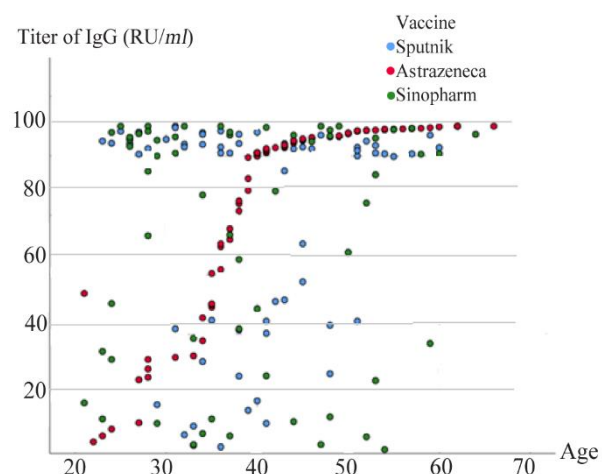 Vaccine
Titer of IgG (RU/ml)
Sputnik
Astrazeneca
Sinopharm
100
80
60
40
20
20 30 40 50 60 70 Age